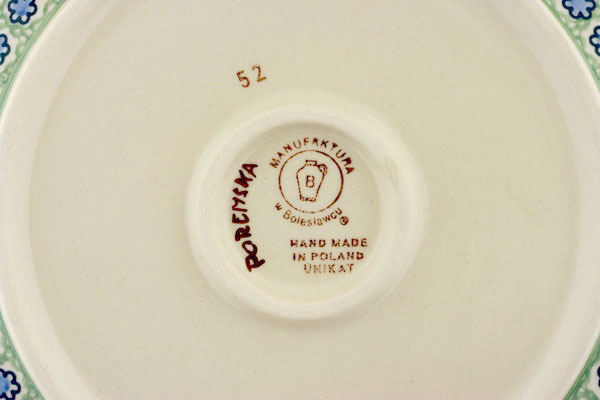 52
MANUFAKTURA
B
w Bolesławcu ®
HAND MADE
IN POLAND
UNIKAT
POREMSKA